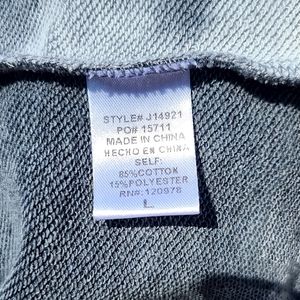 STYLE# J14921
PO# 15711
MADE IN CHINA
HECHO EN CHINA
SELF:
85%COTTON
15%POLYESTER
RN#:120978
L